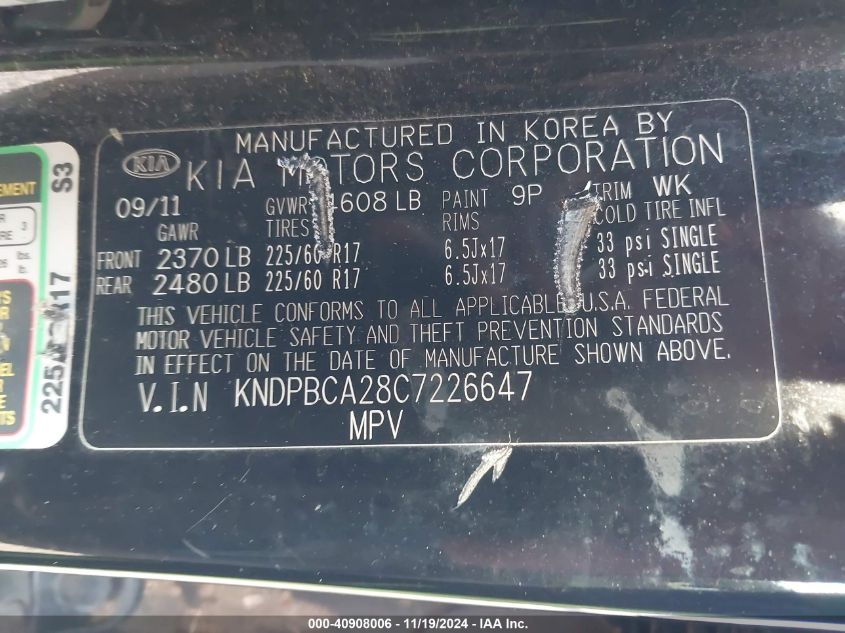 MANUFACTURED IN KOREA BY
KIA KIA MOTORS CORPORATION
09/11 GVWR 4608 LB PAINT 9P TRIM WK
GAWR TIRES RIMS COLD TIRE INFL
FRONT 2370 LB 225/60 R17 6.5Jx17 33 psi SINGLE
REAR 2480 LB 225/60 R17 6.5Jx17 33 psi SINGLE
THIS VEHICLE CONFORMS TO ALL APPLICABLE U.S.A. FEDERAL
MOTOR VEHICLE SAFETY AND THEFT PREVENTION STANDARDS
IN EFFECT ON THE DATE OF MANUFACTURE SHOWN ABOVE.
V.I.N KNDPBCA28C7226647
MPV
S3
000-40908006 - 11/19/2024 - © Copyright 2024 - IAA, Inc.